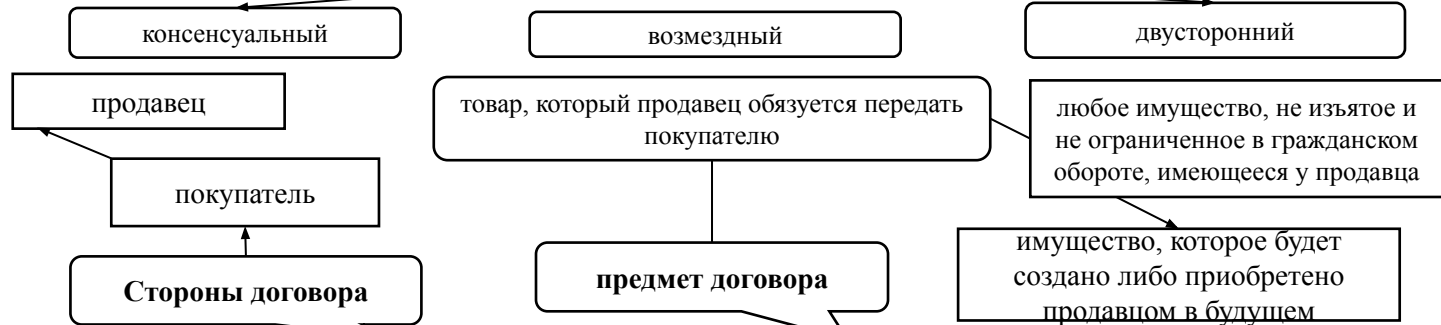 консенсуальный
возмездный
двусторонний
продавец
товар, который продавец обязуется передать
покупателю
любое имущество, не изъятое и
не ограниченное в гражданском
обороте, имеющееся у продавца
покупатель
имущество, которое будет
создано либо приобретено
продавцом в будущем
Стороны договора
предмет договора